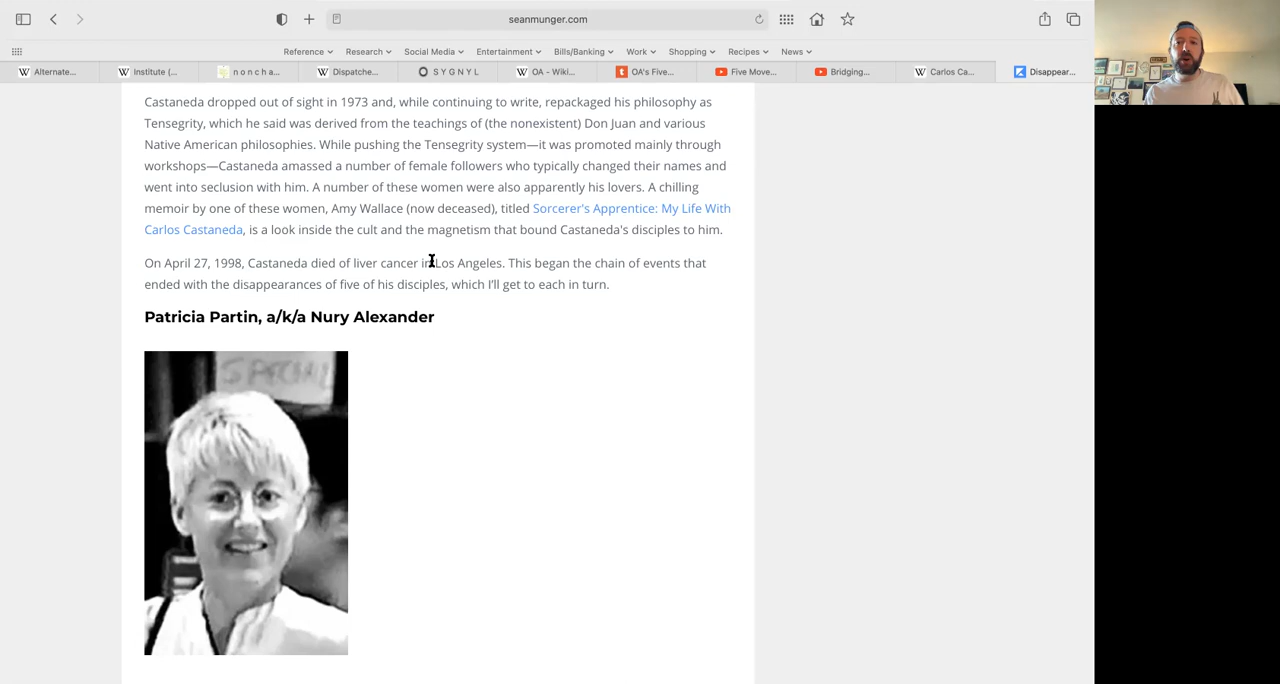 seanmunger.com
Reference
Research
Social Media
Entertainment
Bills/Banking
Work
Shopping
Recipes
News
Alternate...
Institute (...
n o n c h a...
Dispatche...
S Y G N Y L
OA - Wiki...
OA's Five...
Five Move...
Bridging...
Carlos Ca...
Disappear...
Castaneda dropped out of sight in 1973 and, while continuing to write, repackaged his philosophy as
Tensegrity, which he said was derived from the teachings of (the nonexistent) Don Juan and various
Native American philosophies. While pushing the Tensegrity system—it was promoted mainly through
workshops—Castaneda amassed a number of female followers who typically changed their names and
went into seclusion with him. A number of these women were also apparently his lovers. A chilling
memoir by one of these women, Amy Wallace (now deceased), titled Sorcerer's Apprentice: My Life With
Carlos Castaneda, is a look inside the cult and the magnetism that bound Castaneda's disciples to him.
On April 27, 1998, Castaneda died of liver cancer in Los Angeles. This began the chain of events that
ended with the disappearances of five of his disciples, which I'll get to each in turn.
Patricia Partin, a/k/a Nury Alexander